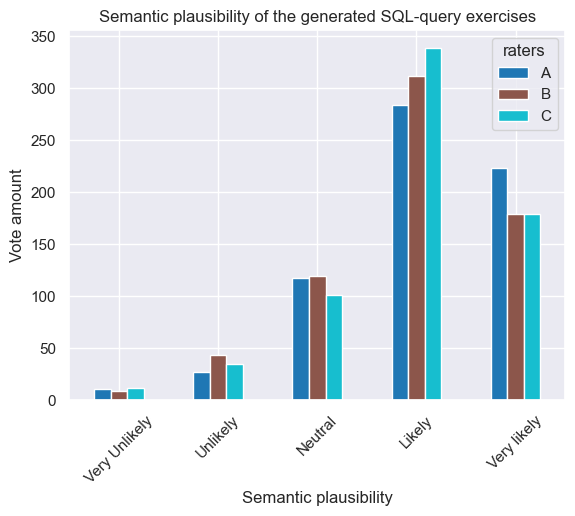 Semantic plausibility of the generated SQL-query exercises
raters
A
B
C
Vote amount
350
300
250
200
150
100
50
0
Very Unlikely
Unlikely
Neutral
Likely
Very likely
Semantic plausibility